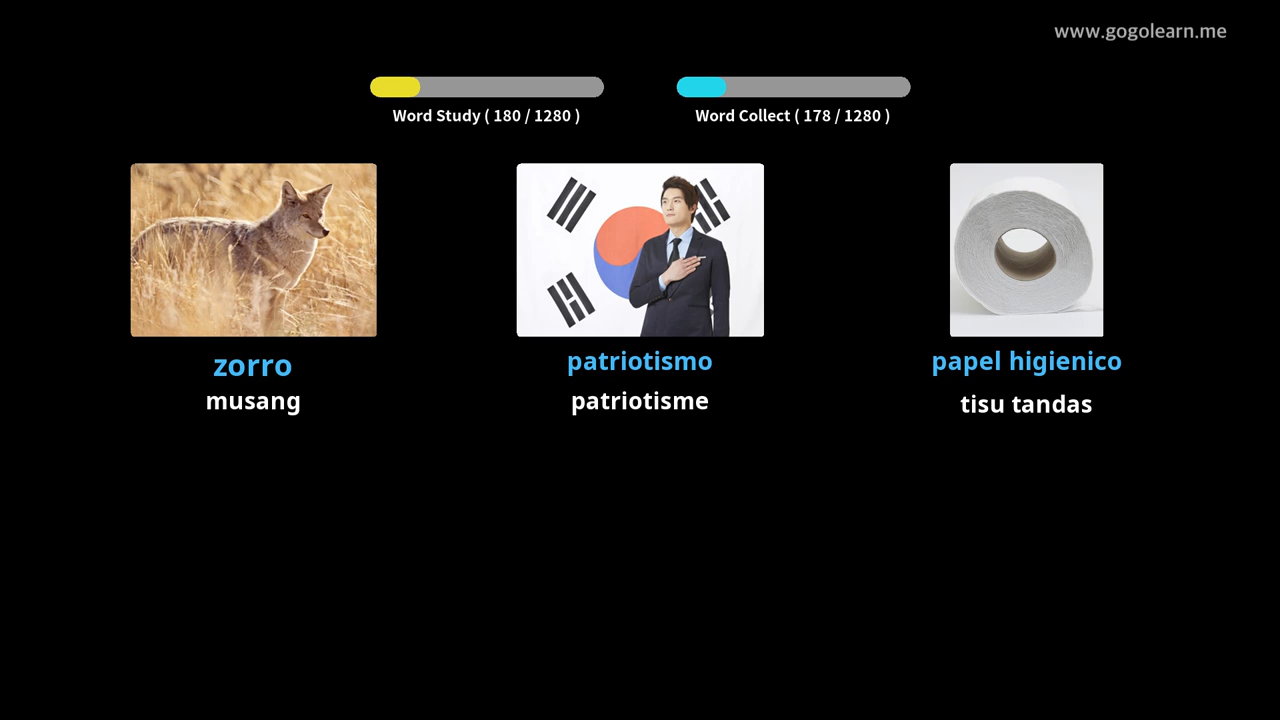 www.gogolearn.me
Word Study ( 180 / 1280 )
Word Collect ( 178 / 1280 )
zorro
musang
patriotismo
patriotisme
papel higienico
tisu tandas